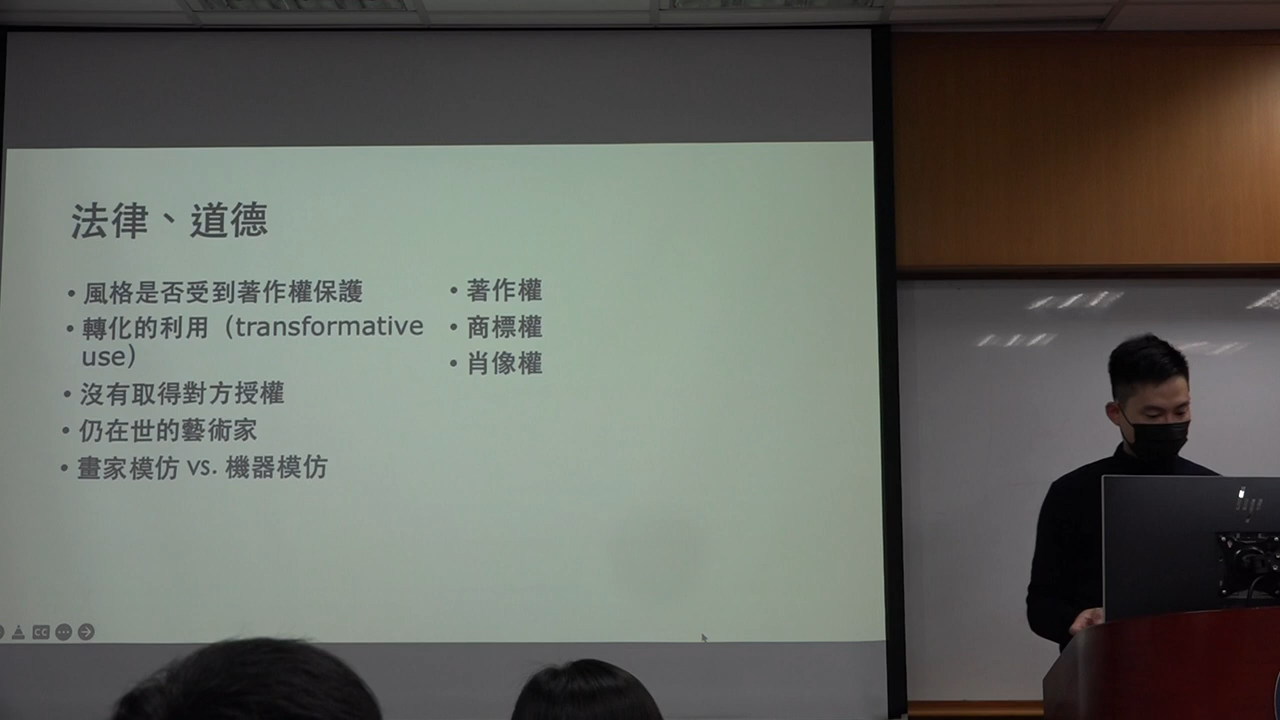 法律、道德
• 風格是否受到著作權保護
• 轉化的利用（transformative
use）
• 沒有取得對方授權
• 仍在世的藝術家
• 畫家模仿 vs. 機器模仿
• 著作權
• 商標權
• 肖像權
CC